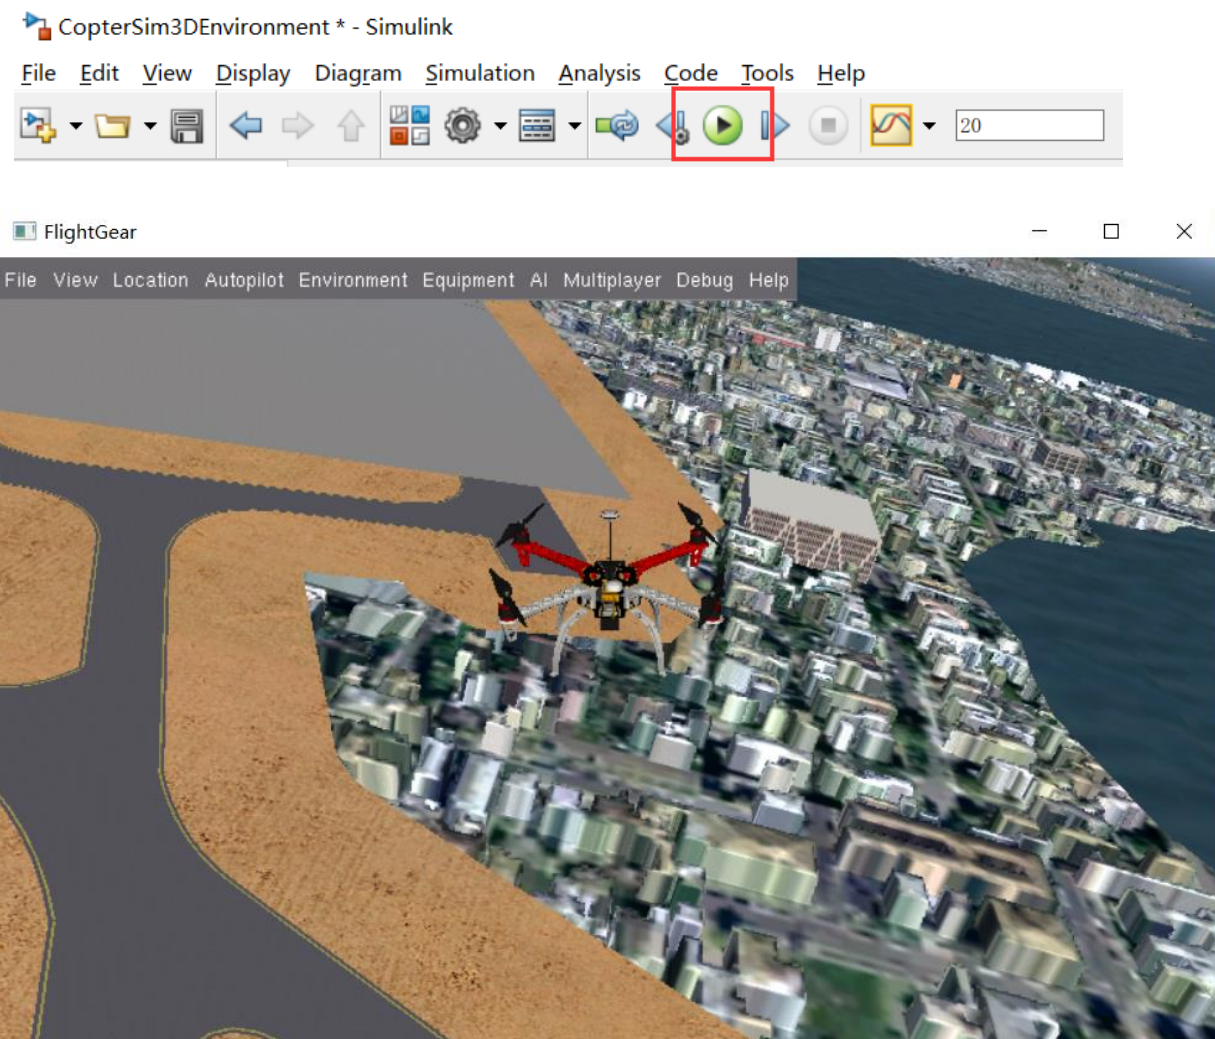 CopterSim3DEnvironment * - Simulink
File Edit View Display Diagram Simulation Analysis Code Tools Help
20
FlightGear
File View Location Autopilot Environment Equipment AI Multiplayer Debug Help